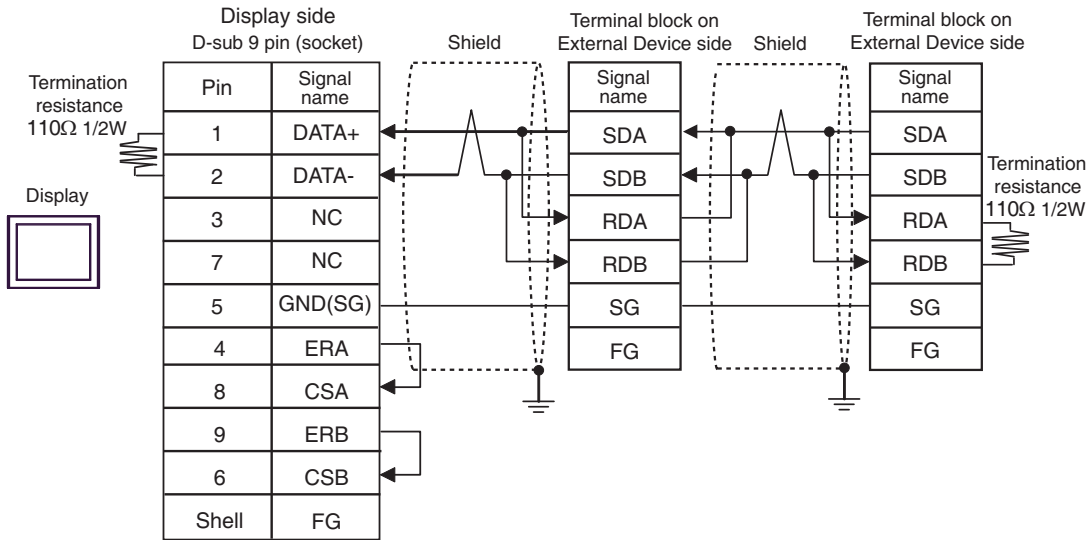 Display side
D-sub 9 pin (socket)
Shield
Terminal block on
External Device side
Shield
Terminal block on
External Device side
Termination
resistance
110Ω 1/2W
Display
Pin
Signal
name
1 DATA+
2 DATA-
3 NC
7 NC
5 GND(SG)
4 ERA
8 CSA
9 ERB
6 CSB
Shell FG
Signal
name
SDA
SDB
RDA
RDB
SG
FG
Signal
name
SDA
SDB
RDA
RDB
SG
FG
Termination
resistance
110Ω 1/2W